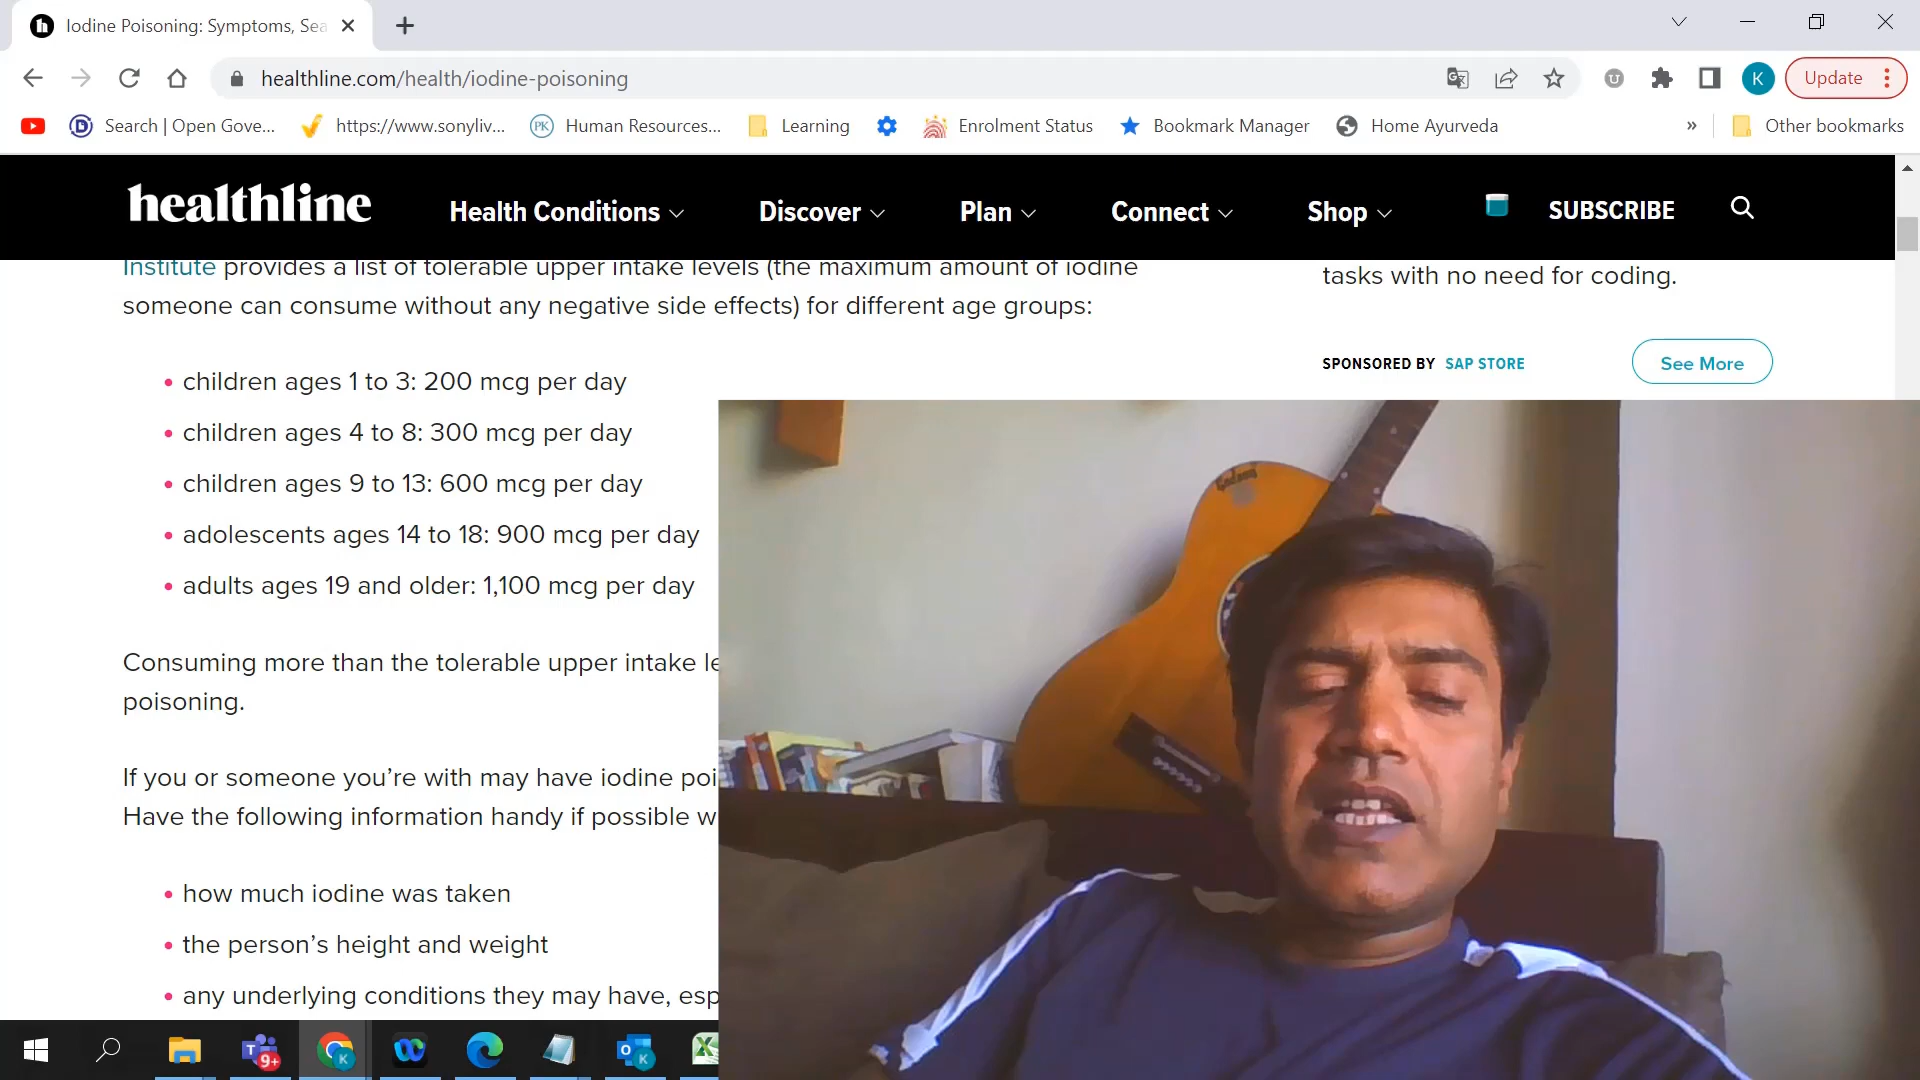 Iodine Poisoning: Symptoms, Sea
healthline.com/health/iodine-poisoning
K
Update
Search | Open Gove...
https://www.sonyliv...
PK
Human Resources...
Learning
Enrolment Status
Bookmark Manager
Home Ayurveda
»
Other bookmarks
healthline
Health Conditions
Discover
Plan
Connect
Shop
SUBSCRIBE
Institute provides a list of tolerable upper intake levels (the maximum amount of iodine
someone can consume without any negative side effects) for different age groups:
tasks with no need for coding.
SPONSORED BY SAP STORE
See More
• children ages 1 to 3: 200 mcg per day
• children ages 4 to 8: 300 mcg per day
• children ages 9 to 13: 600 mcg per day
• adolescents ages 14 to 18: 900 mcg per day
• adults ages 19 and older: 1,100 mcg per day
Consuming more than the tolerable upper intake le
poisoning.
If you or someone you’re with may have iodine poi
Have the following information handy if possible w
• how much iodine was taken
• the person’s height and weight
• any underlying conditions they may have, esp
9+
K
K